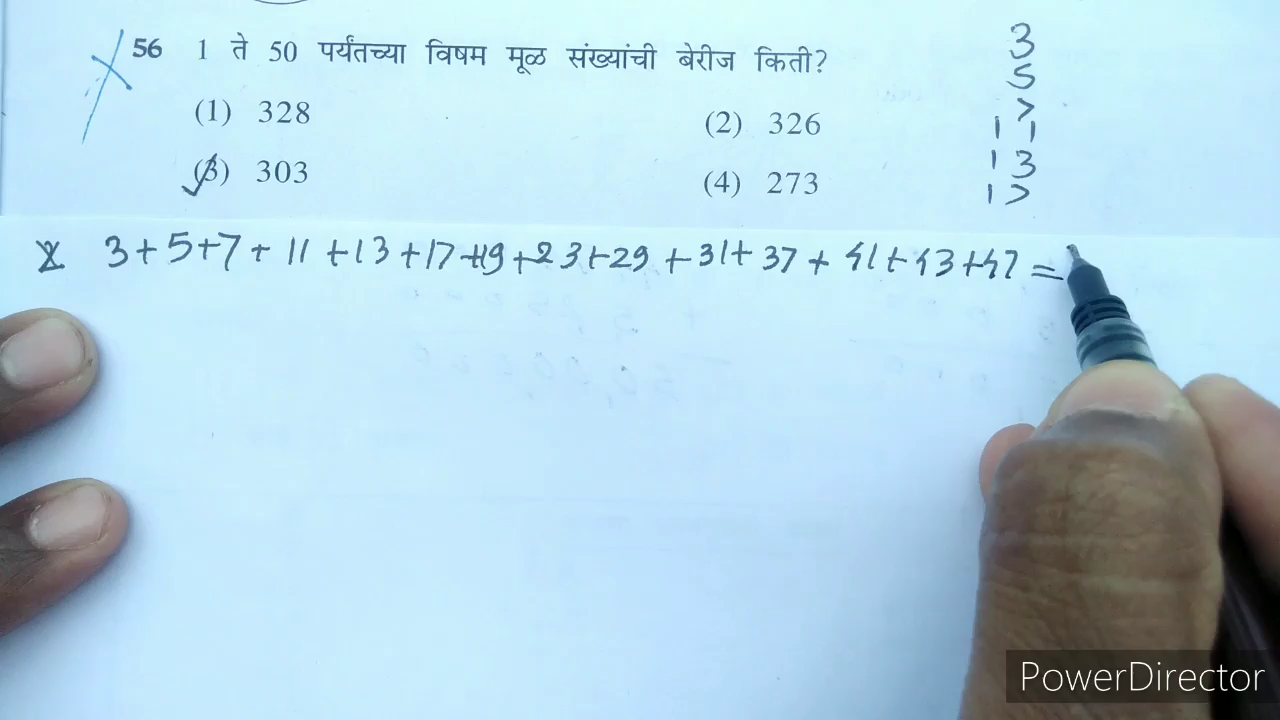 56 1 ते 50 पर्यंतच्या विषम मूळ संख्यांची बेरीज किती?
(1) 328 (2) 326
(3) 303 (4) 273
3
5
7
11
13
17
2 3+5+7+11+13+17+19+23+29+31+37+41+43+47=
PowerDirector